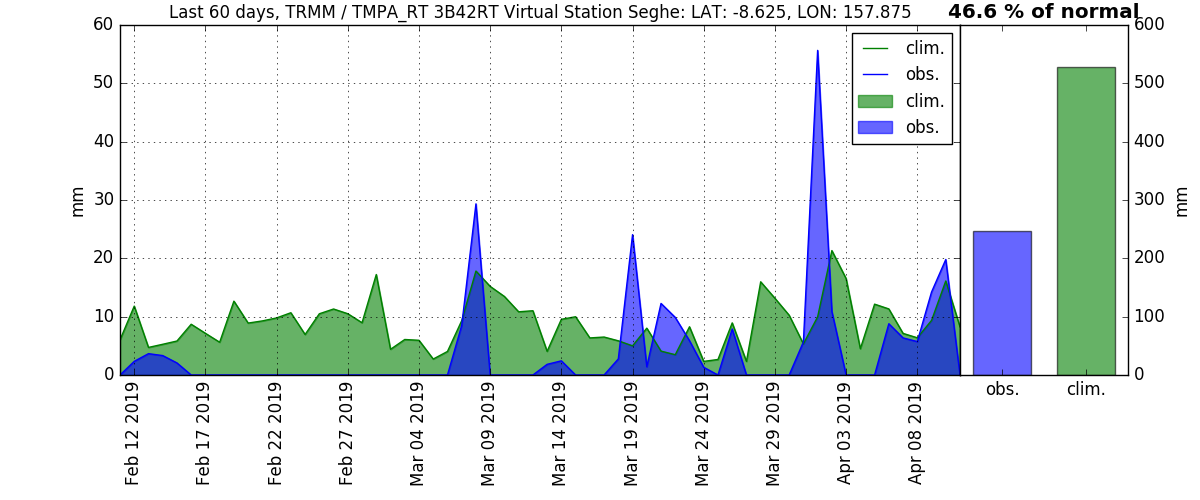 Last 60 days, TRMM / TMPA_RT 3B42RT Virtual Station Seghe: LAT: -8.625, LON: 157.875
46.6 % of normal
mm
60
50
40
30
20
10
0
clim.
obs.
clim.
obs.
600
500
400
300
200
100
0
mm
Feb 12 2019
Feb 17 2019
Feb 22 2019
Feb 27 2019
Mar 04 2019
Mar 09 2019
Mar 14 2019
Mar 19 2019
Mar 24 2019
Mar 29 2019
Apr 03 2019
Apr 08 2019
obs.
clim.